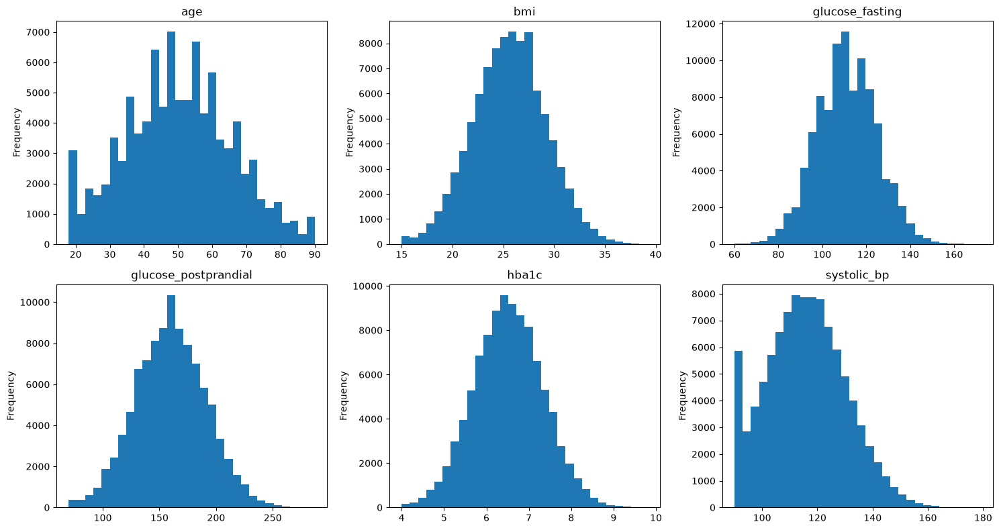 age
7000
6000
5000
4000
3000
2000
1000
0
Frequency
20 30 40 50 60 70 80 90
bmi
8000
7000
6000
5000
4000
3000
2000
1000
0
Frequency
15 20 25 30 35 40
glucose_fasting
12000
10000
8000
6000
4000
2000
0
Frequency
60 80 100 120 140 160
glucose_postprandial
10000
8000
6000
4000
2000
0
Frequency
100 150 200 250
hba1c
10000
8000
6000
4000
2000
0
Frequency
4 5 6 7 8 9 10
systolic_bp
8000
7000
6000
5000
4000
3000
2000
1000
0
Frequency
100 120 140 160 180